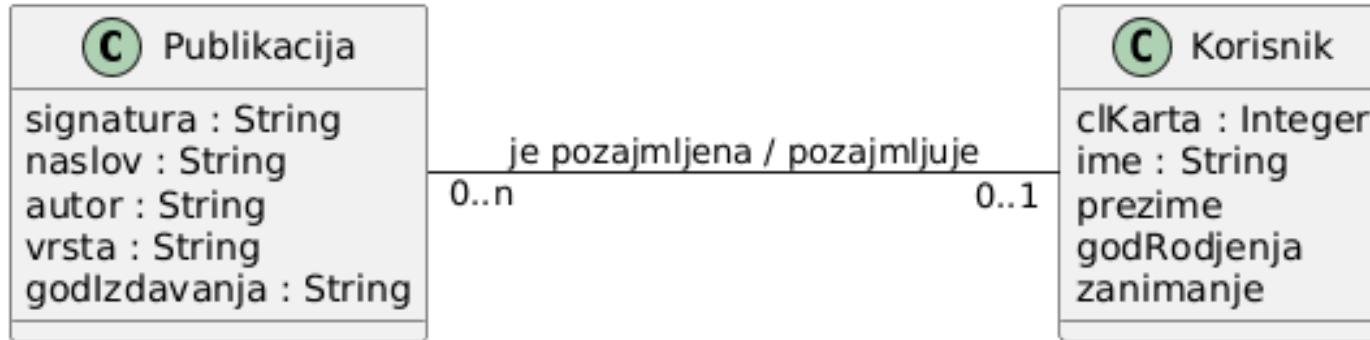 C Publikacija
signatura : String
naslov : String
autor : String
vrsta : String
godIzdavanja : String
je pozajmljena / pozajmljuje
0..n
0..1
C Korisnik
clKarta : Integer
ime : String
prezime
godRodjenja
zanimanje